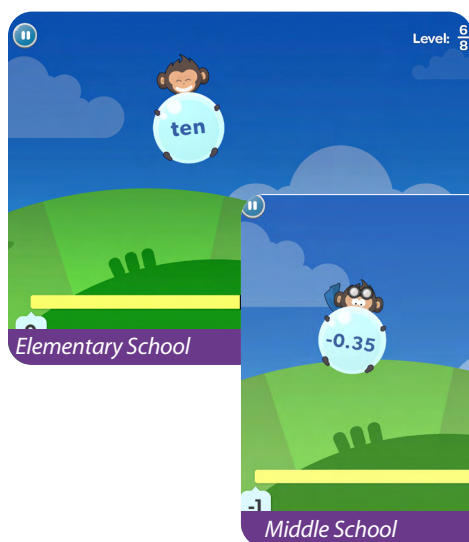 Level: 6/8
ten
Elementary School
-0.35
-1
Middle School